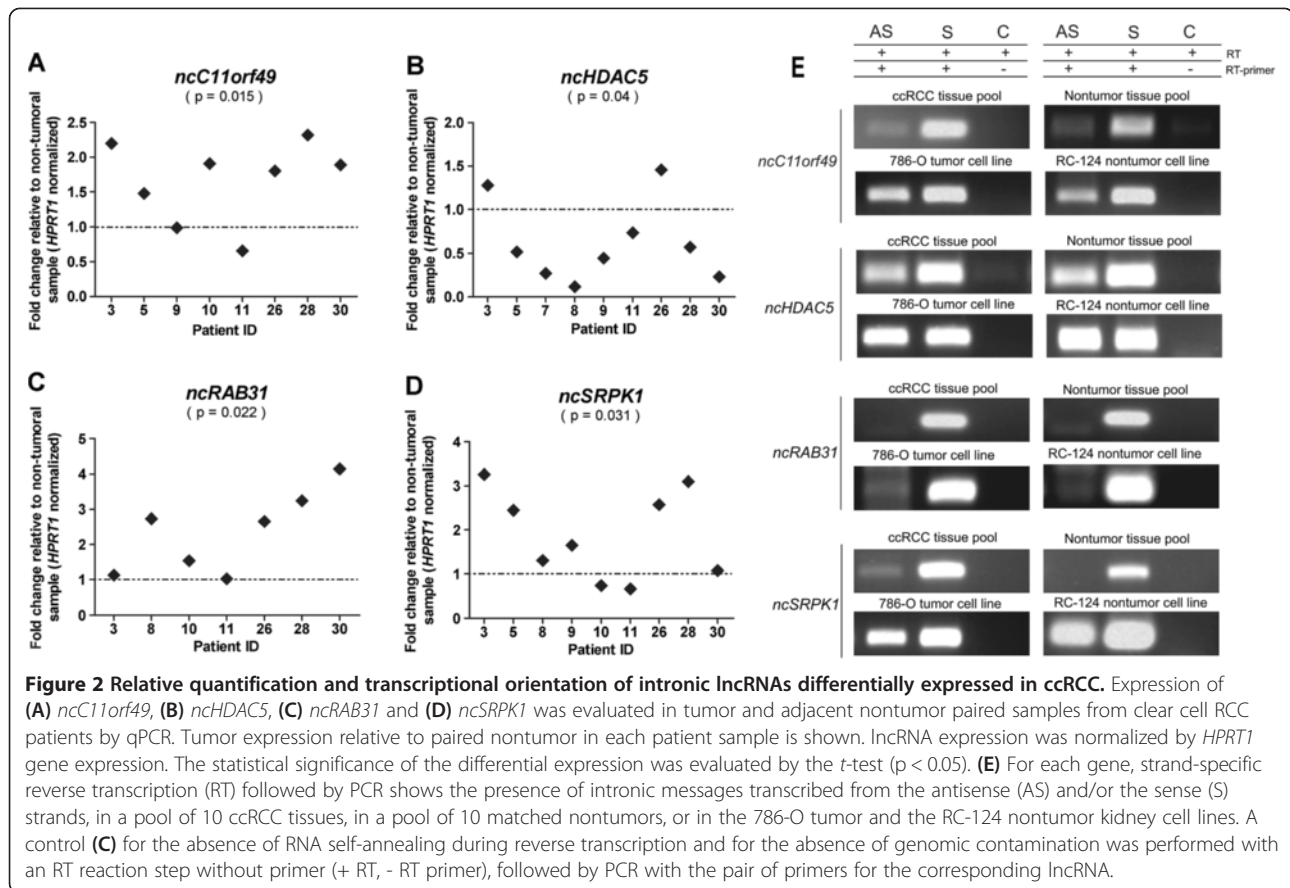 A
ncC11orf49
( p = 0.015 )
Fold change relative to non-tumoral
sample (HPRT1 normalized)
2.5
2.0
1.5
1.0
0.5
0.0
3 5 9 10 11 26 28 30
Patient ID
B
ncHDAC5
( p = 0.04 )
Fold change relative to non-tumoral
sample (HPRT1 normalized)
2.0
1.5
1.0
0.5
0.0
3 5 7 8 9 11 26 28 30
Patient ID
C
ncRAB31
( p = 0.022 )
Fold change relative to non-tumoral
sample (HPRT1 normalized)
5
4
3
2
1
0
3 8 10 11 26 28 30
Patient ID
D
ncSRPK1
( p = 0.031 )
Fold change relative to non-tumoral
sample (HPRT1 normalized)
4
3
2
1
0
3 5 8 9 10 11 26 28 30
Patient ID
E
AS S C AS S C
+ + + + + + RT
+ + - + + - RT-primer
ncC11orf49
ccRCC tissue pool Nontumor tissue pool
786-O tumor cell line RC-124 nontumor cell line
ncHDAC5
ccRCC tissue pool Nontumor tissue pool
786-O tumor cell line RC-124 nontumor cell line
ncRAB31
ccRCC tissue pool Nontumor tissue pool
786-O tumor cell line RC-124 nontumor cell line
ncSRPK1
ccRCC tissue pool Nontumor tissue pool
786-O tumor cell line RC-124 nontumor cell line
Figure 2 Relative quantification and transcriptional orientation of intronic lncRNAs differentially expressed in ccRCC. Expression of
(A) ncC11orf49, (B) ncHDAC5, (C) ncRAB31 and (D) ncSRPK1 was evaluated in tumor and adjacent nontumor paired samples from clear cell RCC
patients by qPCR. Tumor expression relative to paired nontumor in each patient sample is shown. lncRNA expression was normalized by HPRT1
gene expression. The statistical significance of the differential expression was evaluated by the t-test (p < 0.05). (E) For each gene, strand-specific
reverse transcription (RT) followed by PCR shows the presence of intronic messages transcribed from the antisense (AS) and/or the sense (S)
strands, in a pool of 10 ccRCC tissues, in a pool of 10 matched nontumors, or in the 786-O tumor and the RC-124 nontumor kidney cell lines. A
control (C) for the absence of RNA self-annealing during reverse transcription and for the absence of genomic contamination was performed with
an RT reaction step without primer (+ RT, - RT primer), followed by PCR with the pair of primers for the corresponding lncRNA.